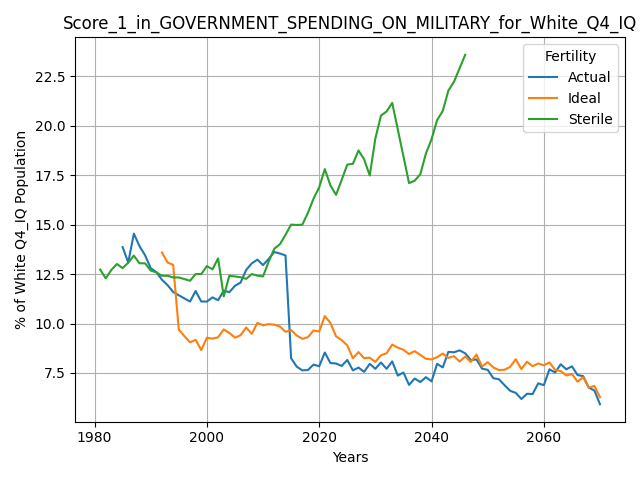 Score_1_in_GOVERNMENT_SPENDING_ON_MILITARY_for_White_Q4_IQ
Fertility
Actual
Ideal
Sterile
% of White Q4_IQ Population
22.5
20.0
17.5
15.0
12.5
10.0
7.5
1980
2000
2020
2040
2060
Years